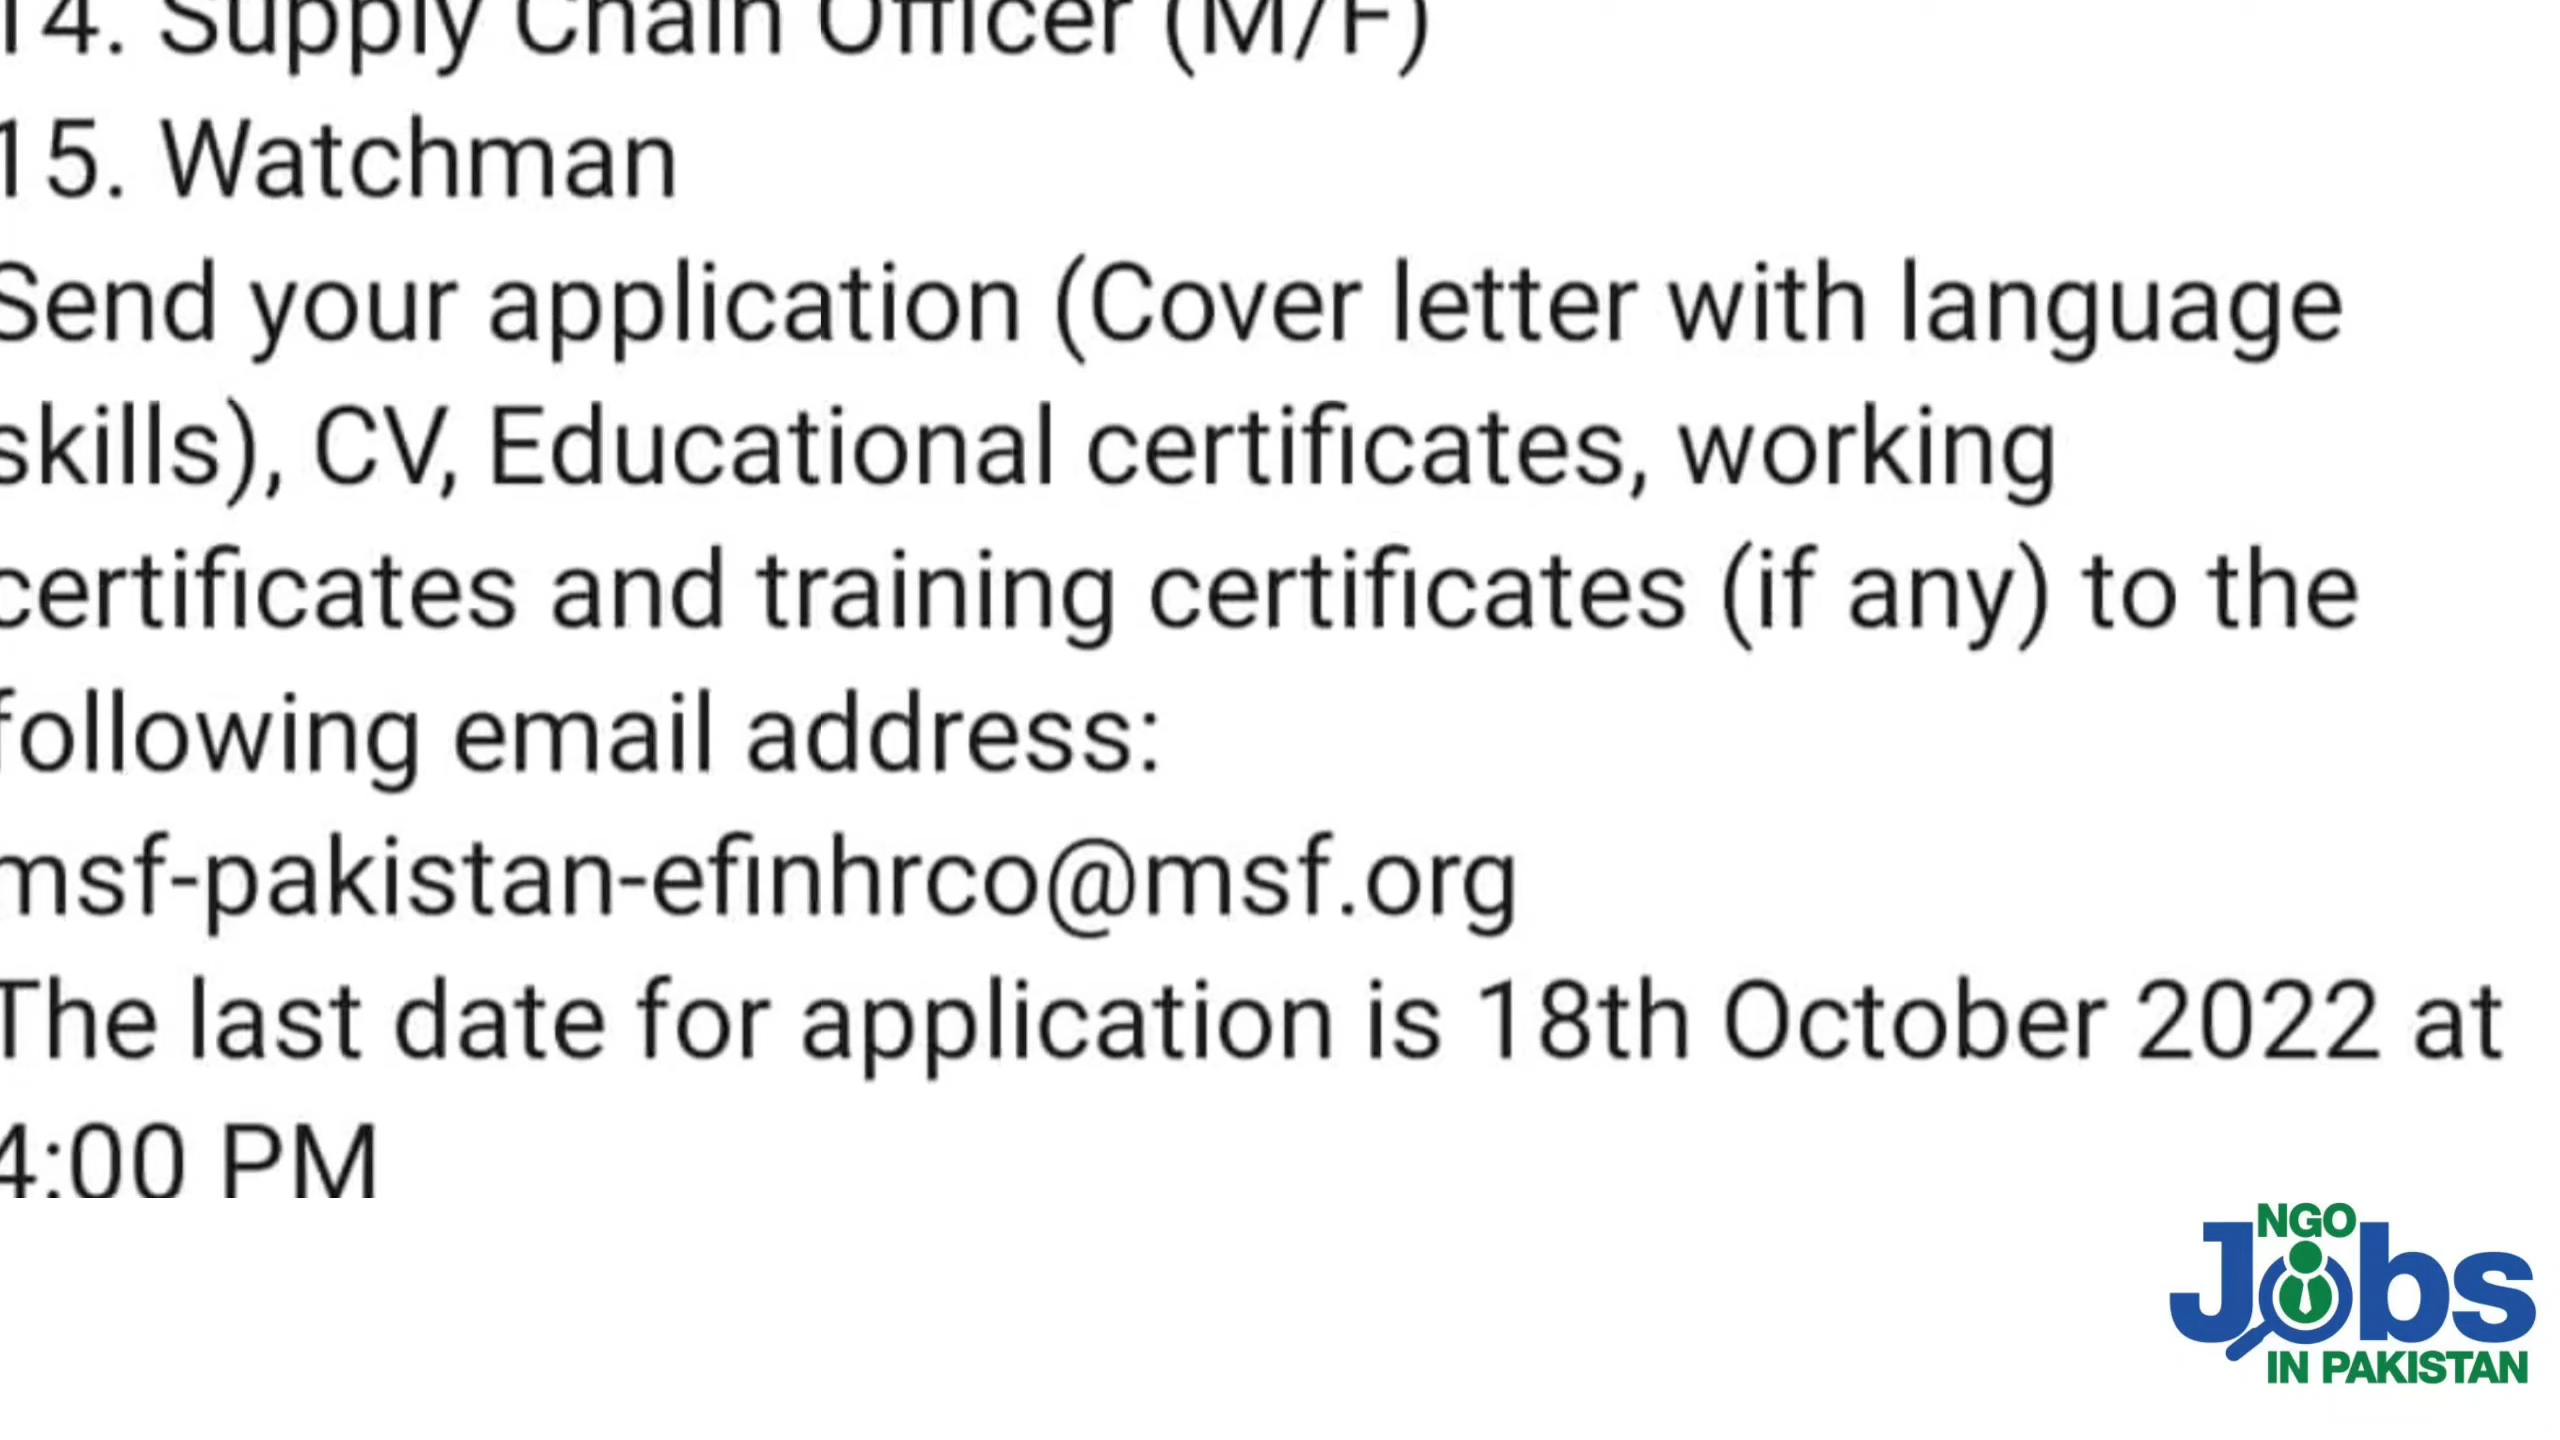 14. Supply Chain Officer (M/F)
15. Watchman
Send your application (Cover letter with language
skills), CV, Educational certificates, working
certificates and training certificates (if any) to the
following email address:
msf-pakistan-efinhrco@msf.org
The last date for application is 18th October 2022 at
4:00 PM
NGO
Jobs
IN PAKISTAN